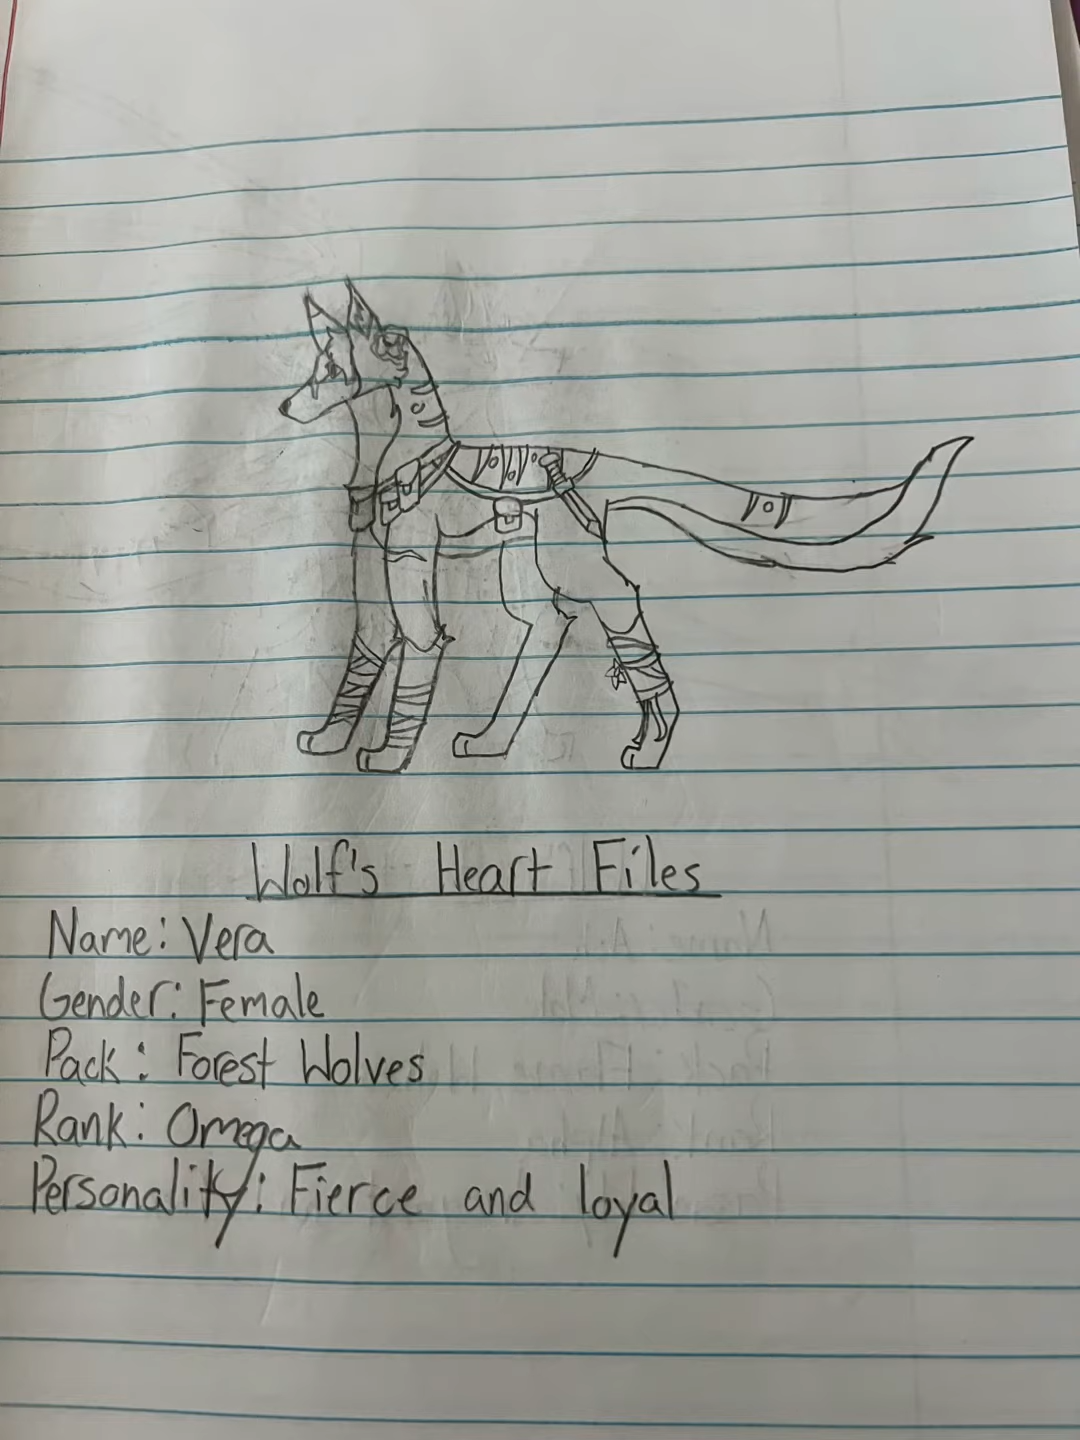 Wolf's Heart Files
Name: Vera
Gender: Female
Pack: Forest Wolves
Rank: Omega
Personality: Fierce and loyal